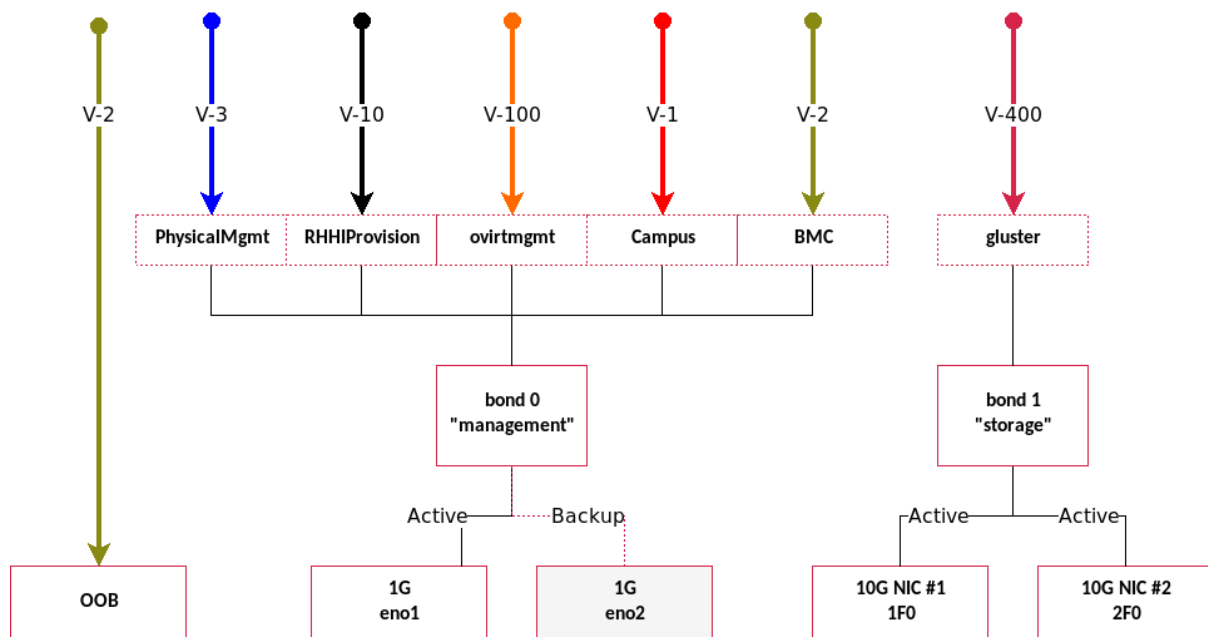 V-2
V-3
V-10
V-100
V-1
V-2
V-400
PhysicalMgmt
RHHIProvision
ovirtmgmt
Campus
BMC
gluster
bond 0
"management"
bond 1
"storage"
Active
Backup
Active
Active
OOB
1G
eno1
1G
eno2
10G NIC #1
1F0
10G NIC #2
2F0